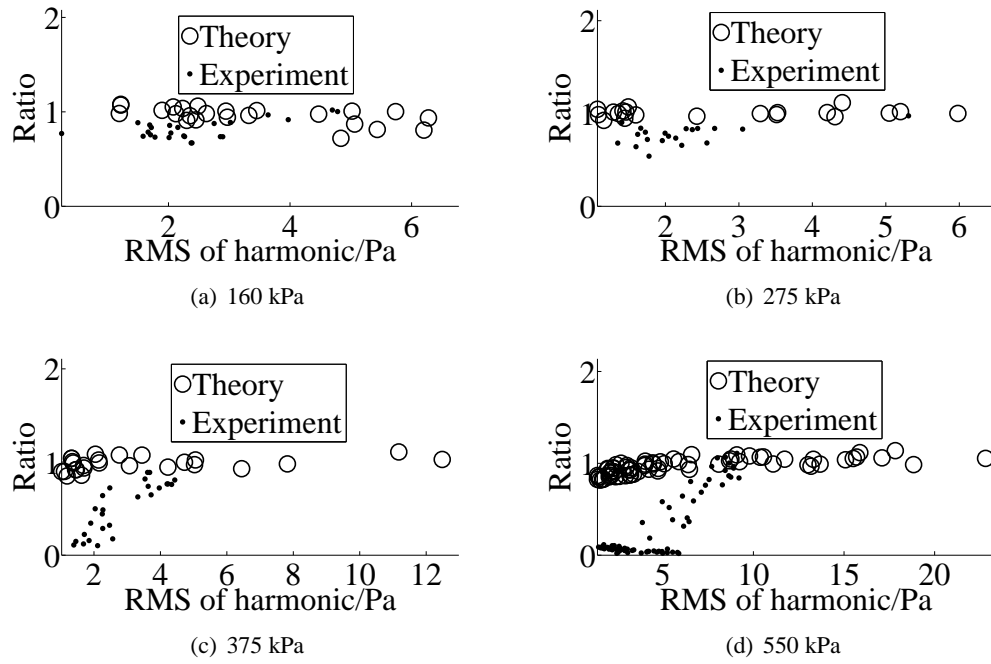 2
Theory
Experiment
Ratio
1
0
2
4
6
RMS of harmonic/Pa
(a) 160 kPa
2
Theory
Experiment
Ratio
1
0
2
3
4
5
6
RMS of harmonic/Pa
(b) 275 kPa
2
Theory
Experiment
Ratio
1
0
2
4
6
8
10
12
RMS of harmonic/Pa
(c) 375 kPa
2
Theory
Experiment
Ratio
1
0
5
10
15
20
RMS of harmonic/Pa
(d) 550 kPa